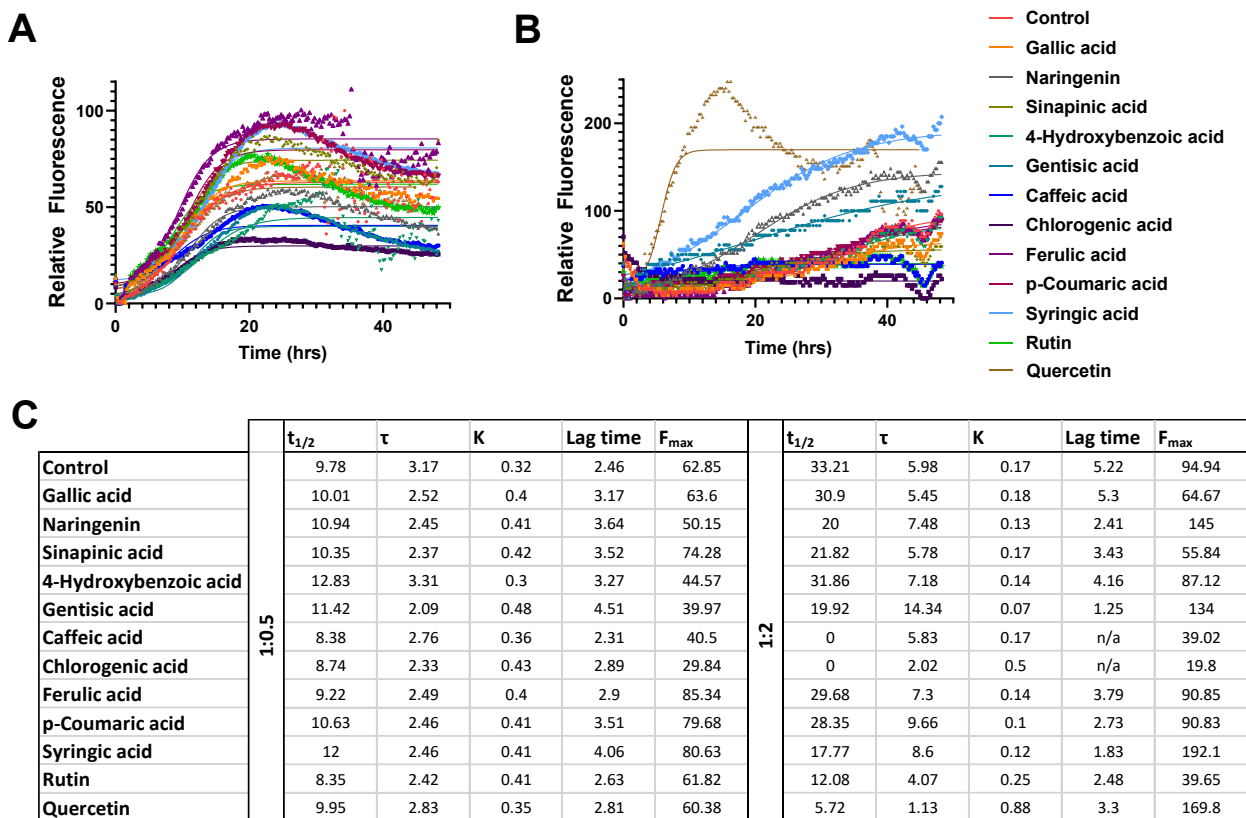 A
B
Relative Fluorescence
100
50
0
0
20
40
Time (hrs)
Relative Fluorescence
200
100
0
0
20
40
Time (hrs)
Control
Gallic acid
Naringenin
Sinapinic acid
4-Hydroxybenzoic acid
Gentisic acid
Caffeic acid
Chlorogenic acid
Ferulic acid
p-Coumaric acid
Syringic acid
Rutin
Quercetin
C
t1/2 τ K Lag time Fmax t1/2 τ K Lag time Fmax
1:0.5
1:2
Control 9.78 3.17 0.32 2.46 62.85 33.21 5.98 0.17 5.22 94.94
Gallic acid 10.01 2.52 0.4 3.17 63.6 30.9 5.45 0.18 5.3 64.67
Naringenin 10.94 2.45 0.41 3.64 50.15 20 7.48 0.13 2.41 145
Sinapinic acid 10.35 2.37 0.42 3.52 74.28 21.82 5.78 0.17 3.43 55.84
4-Hydroxybenzoic acid 12.83 3.31 0.3 3.27 44.57 31.86 7.18 0.14 4.16 87.12
Gentisic acid 11.42 2.09 0.48 4.51 39.97 19.92 14.34 0.07 1.25 134
Caffeic acid 8.38 2.76 0.36 2.31 40.5 0 5.83 0.17 n/a 39.02
Chlorogenic acid 8.74 2.33 0.43 2.89 29.84 0 2.02 0.5 n/a 19.8
Ferulic acid 9.22 2.49 0.4 2.9 85.34 29.68 7.3 0.14 3.79 90.85
p-Coumaric acid 10.63 2.46 0.41 3.51 79.68 28.35 9.66 0.1 2.73 90.83
Syringic acid 12 2.46 0.41 4.06 80.63 17.77 8.6 0.12 1.83 192.1
Rutin 8.35 2.42 0.41 2.63 61.82 12.08 4.07 0.25 2.48 39.65
Quercetin 9.95 2.83 0.35 2.81 60.38 5.72 1.13 0.88 3.3 169.8